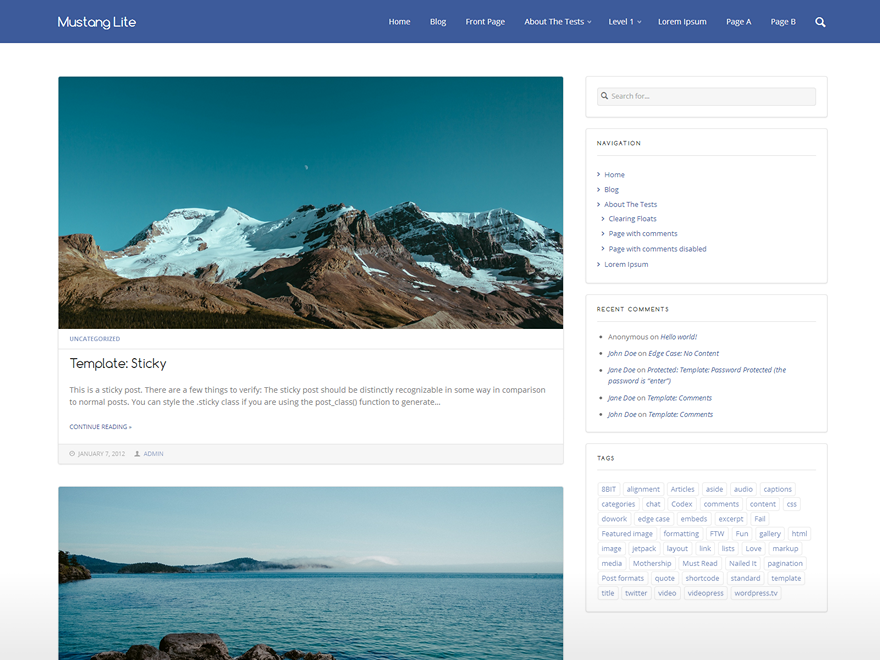 Mustang Lite
Home Blog Front Page About The Tests Level 1 Lorem Ipsum Page A Page B
UNCATEGORIZED
Template: Sticky
This is a sticky post. There are a few things to verify: The sticky post should be distinctly recognizable in some way in comparison
to normal posts. You can style the .sticky class if you are using the post_class() function to generate...
CONTINUE READING »
JANUARY 7, 2012 ADMIN
Search for...
NAVIGATION
Home
Blog
About The Tests
Clearing Floats
Page with comments
Page with comments disabled
Lorem Ipsum
RECENT COMMENTS
Anonymous on Hello world!
John Doe on Edge Case: No Content
Jane Doe on Protected: Template: Password Protected (the
password is "enter")
Jane Doe on Template: Comments
John Doe on Template: Comments
TAGS
8BIT alignment Articles aside audio captions
categories chat Codex comments content css
dowork edge case embeds excerpt Fail
Featured image formatting FTW Fun gallery html
image jetpack layout link lists Love markup
media Mothership Must Read Nailed It pagination
Post formats quote shortcode standard template
title twitter video videopress wordpress.tv